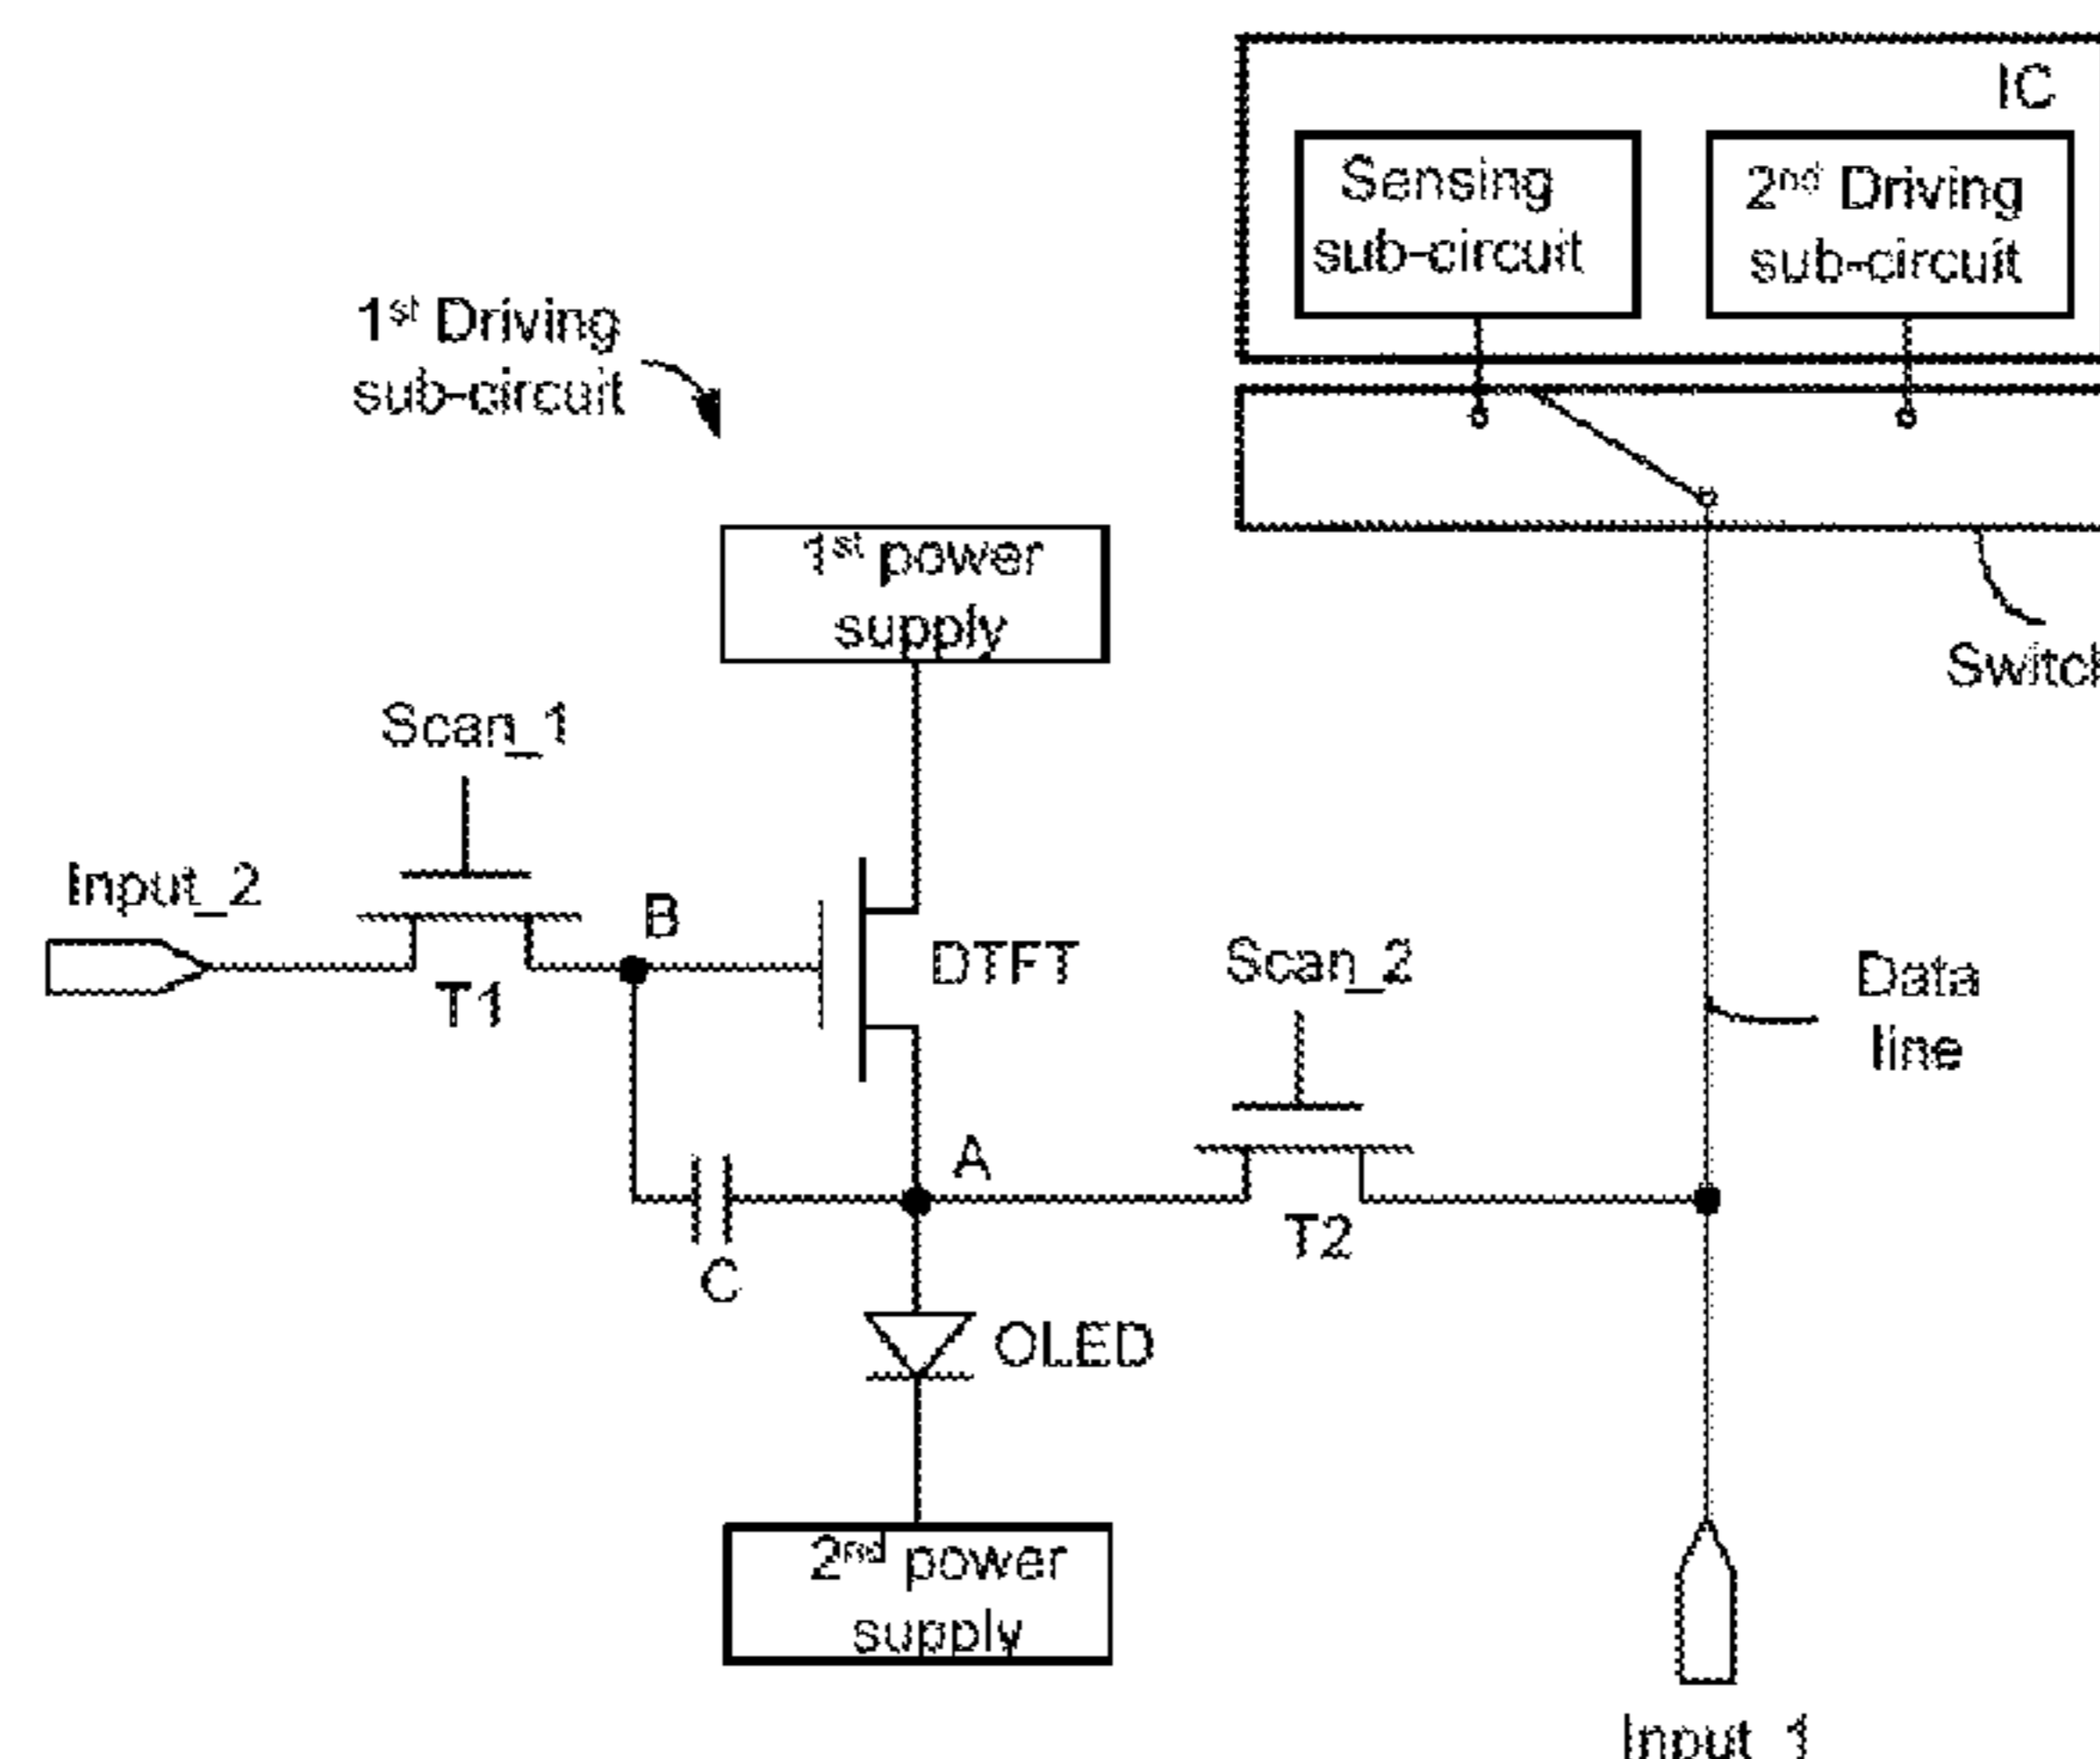 IC
Sensing
sub-circuit
2nd Driving
sub-circuit
1st Driving
sub-circuit
1st power
supply
Switch
Scan_1
Input_2
B
DTFT
T1
Scan_2
Data
line
A
T2
C
OLED
2nd power
supply
Input_1